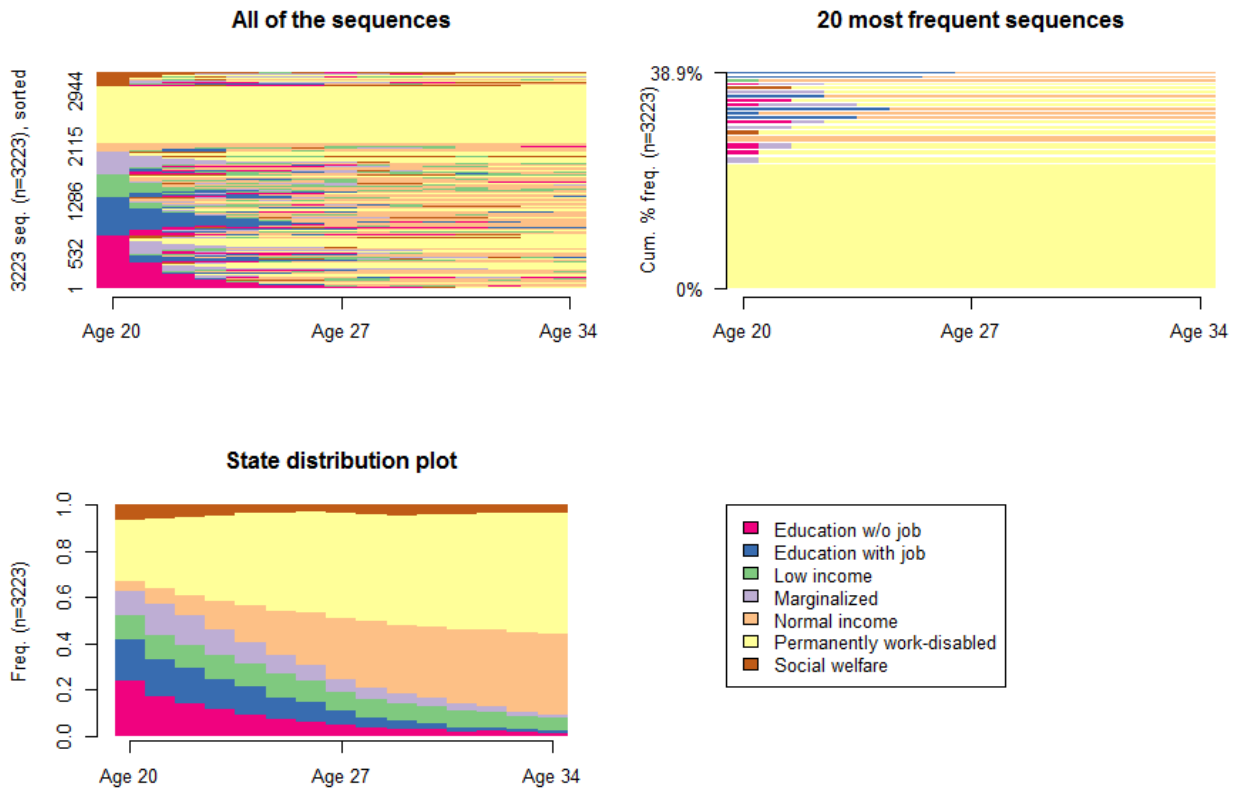 All of the sequences
3223 seq. (n=3223), sorted
2944
2115
1286
532
1
Age 20
Age 27
Age 34
20 most frequent sequences
Cum. % freq. (n=3223)
38.9%
0%
Age 20
Age 27
Age 34
State distribution plot
Freq. (n=3223)
1.0
0.8
0.6
0.4
0.2
0.0
Age 20
Age 27
Age 34
Education w/o job
Education with job
Low income
Marginalized
Normal income
Permanently work-disabled
Social welfare